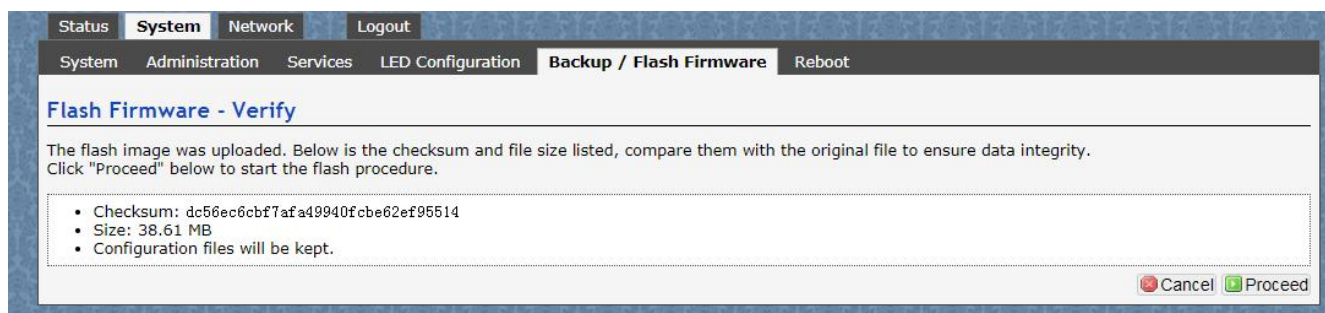 Status System Network Logout
System Administration Services LED Configuration Backup / Flash Firmware Reboot
Flash Firmware - Verify
The flash image was uploaded. Below is the checksum and file size listed, compare them with the original file to ensure data integrity.
Click "Proceed" below to start the flash procedure.
Checksum: dc56ec6cbf7afa49940fcbe62ef95514
Size: 38.61 MB
Configuration files will be kept.
Cancel Proceed